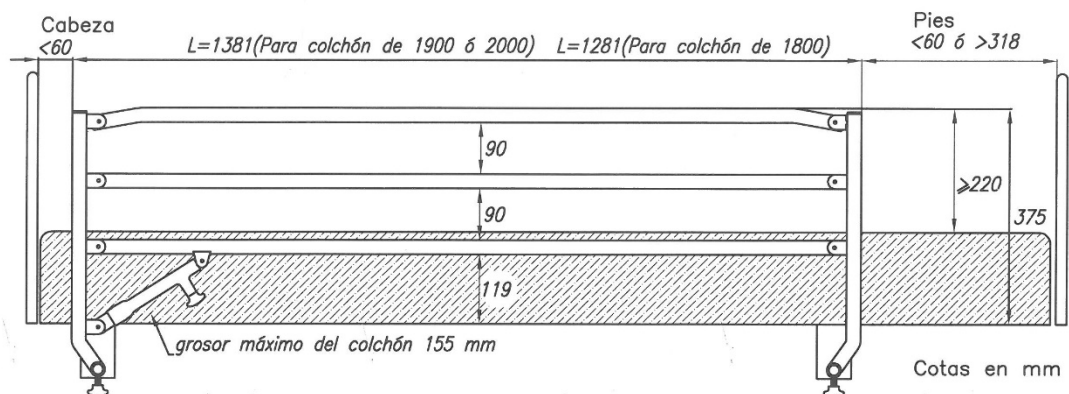 Cabeza
<60
L=1381(Para colchón de 1900 ó 2000)
L=1281(Para colchón de 1800)
Pies
<60 ó >318
90
90
≥220
375
119
grosor máximo del colchón 155 mm
Cotas en mm